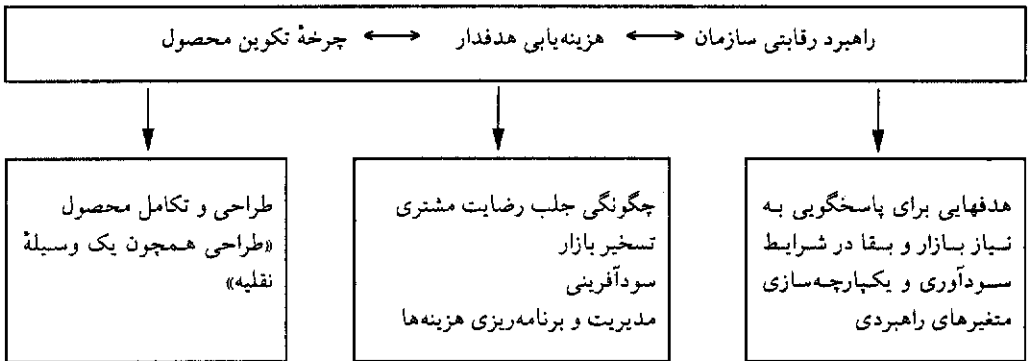 راهبرد رقابتی سازمان ⟷ هزینه‌یابی هدفدار ⟷ چرخهٔ تکوین محصول
هدفهایی برای پاسخگویی به
نیاز بازار و بقا در شرایط
سودآوری و یکپارچه‌سازی
متغیرهای راهبردی
چگونگی جلب رضایت مشتری
تسخیر بازار
سودآفرینی
مدیریت و برنامه‌ریزی هزینه‌ها
طراحی و تکامل محصول
«طراحی همچون یک وسیلهٔ
نقلیه»